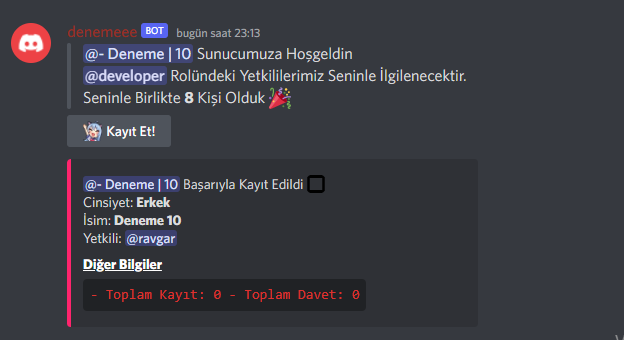 denemeee BOT bugün saat 23:13
@- Deneme | 10 Sunucumuza Hoşgeldin
@developer Rolündeki Yetkililerimiz Seninle İlgilenecektir.
Seninle Birlikte 8 Kişi Olduk
Kayıt Et!
@- Deneme | 10 Başarıyla Kayıt Edildi
Cinsiyet: Erkek
İsim: Deneme 10
Yetkili: @ravgar
Diğer Bilgiler
- Toplam Kayıt: 0 - Toplam Davet: 0